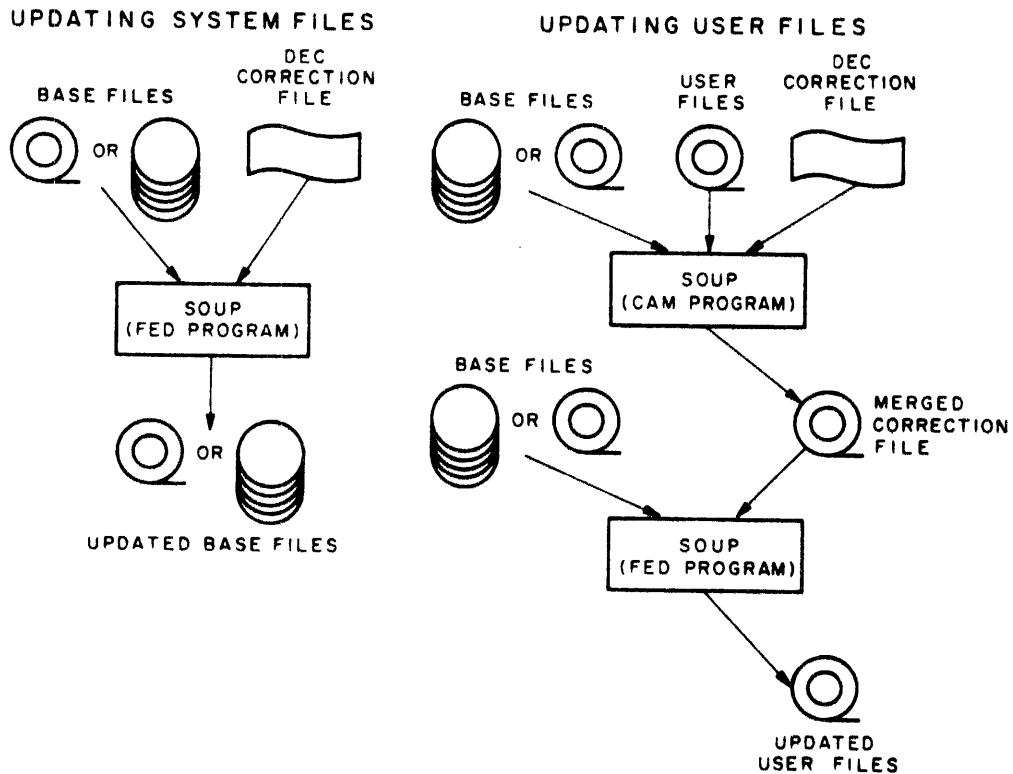 UPDATING SYSTEM FILES
DEC
CORRECTION
FILE
BASE FILES
OR
SOUP
(FED PROGRAM)
OR
UPDATED BASE FILES
UPDATING USER FILES
BASE FILES
OR
USER
FILES
DEC
CORRECTION
FILE
SOUP
(CAM PROGRAM)
BASE FILES
OR
MERGED
CORRECTION
FILE
SOUP
(FED PROGRAM)
UPDATED
USER FILES